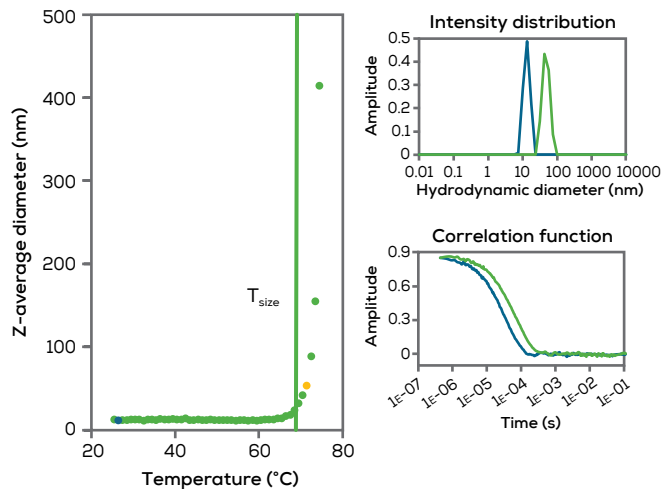 500
400
300
200
100
0
Z-average diameter (nm)
T size
20
40
60
80
Temperature (°C)
Intensity distribution
Amplitude
0.5
0.4
0.3
0.2
0.1
0
0.01
0.1
1
10
100
1000
10000
Hydrodynamic diameter (nm)
Correlation function
Amplitude
0.9
0.6
0.3
0
1E-07
1E-06
1E-05
1E-04
1E-03
1E-02
1E-01
Time (s)